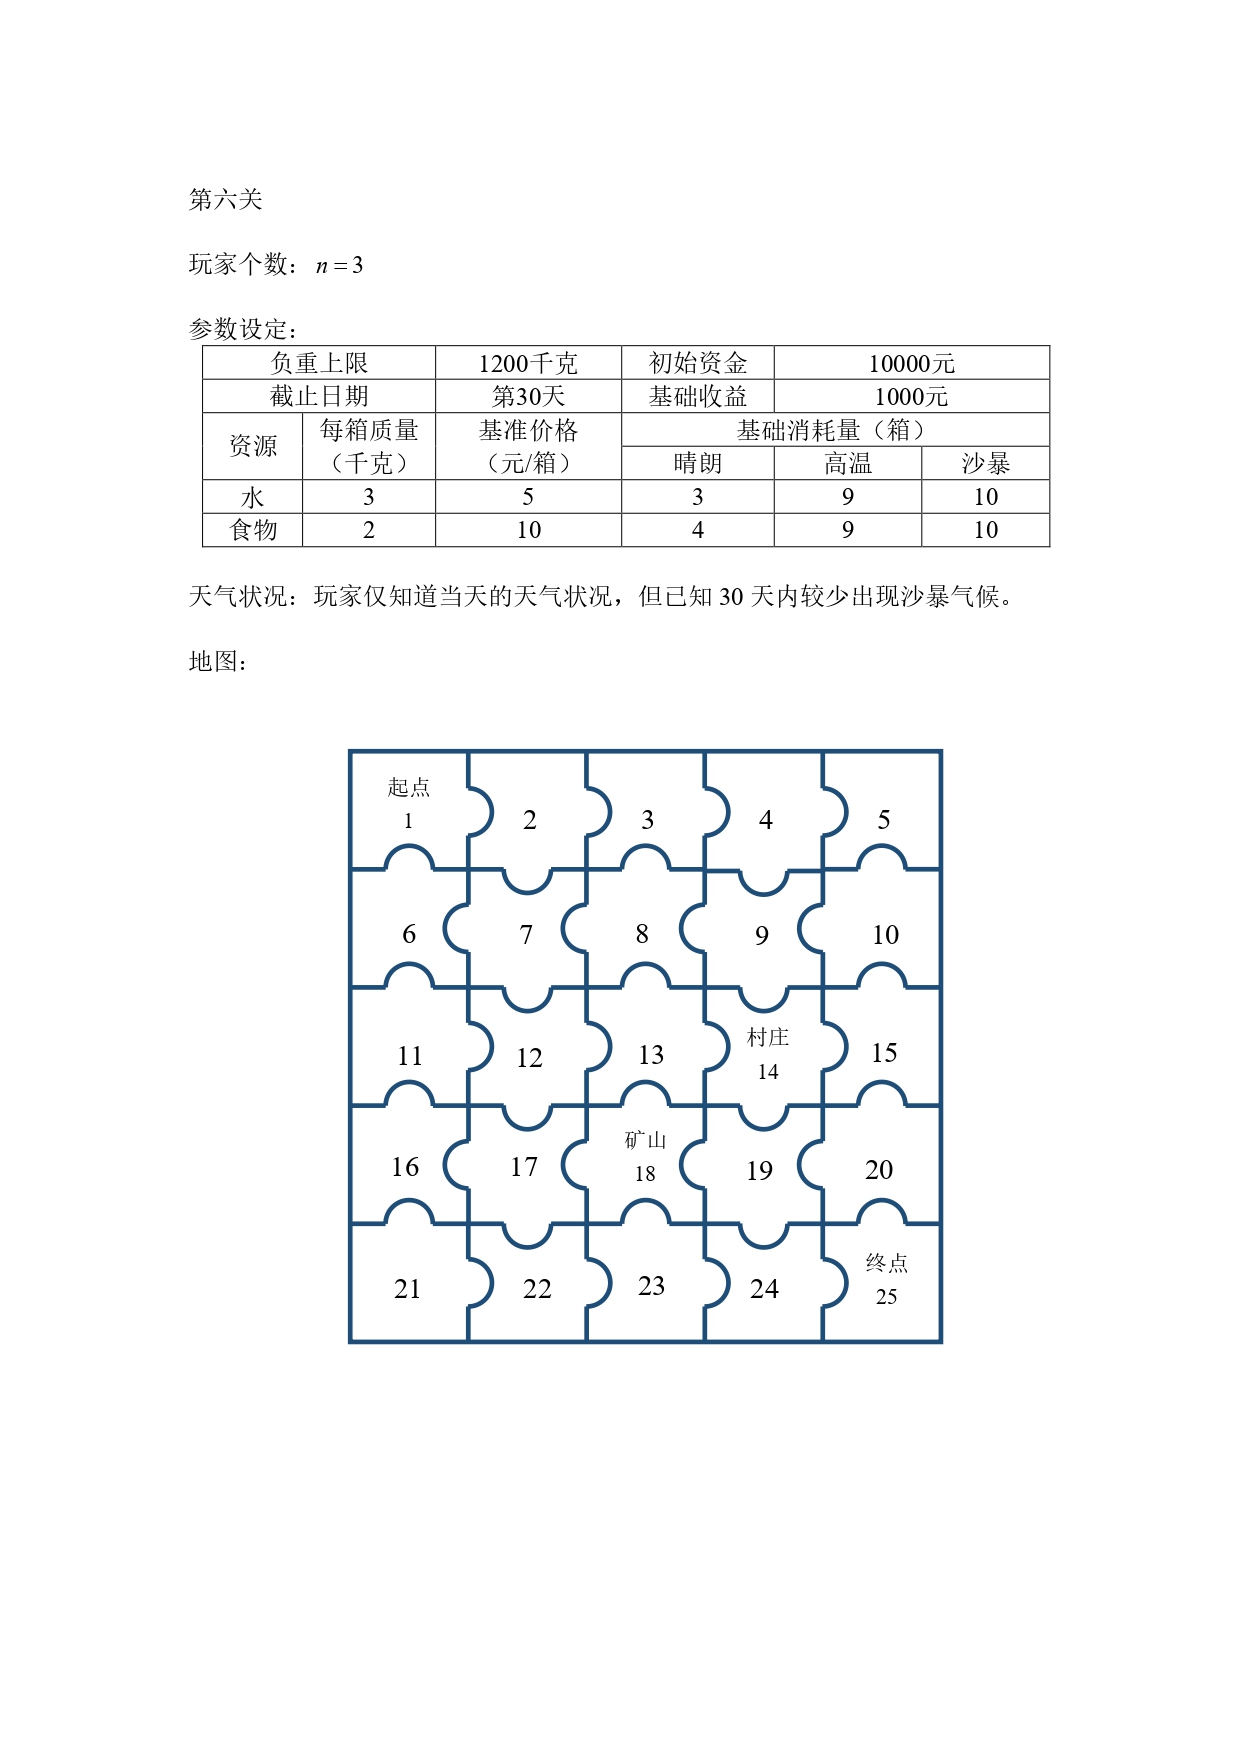 第六关
玩家个数：n = 3
参数设定：
负重上限 1200千克 初始资金 10000元
截止日期 第30天 基础收益 1000元
资源 每箱质量（千克） 基准价格（元/箱） 基础消耗量（箱）
晴朗 高温 沙暴
水 3 5 3 9 10
食物 2 10 4 9 10
天气状况：玩家仅知道当天的天气状况，但已知 30 天内较少出现沙暴气候。
地图：
起点
1 2 3 4 5
6 7 8 9 10
村庄
11 12 13 14 15
矿山
16 17 18 19 20
终点
21 22 23 24 25